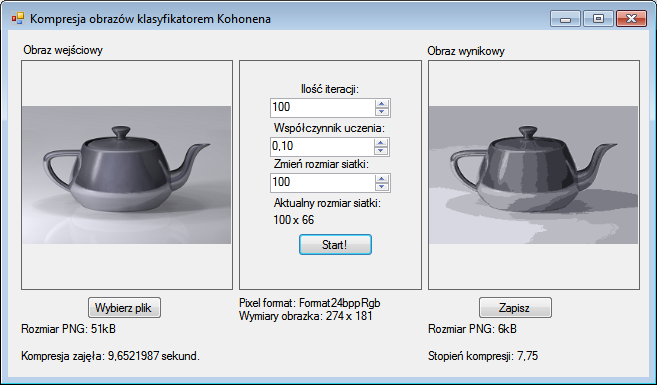 Kompresja obrazów klasyfikatorem Kohonena
Obraz wejściowy
Obraz wynikowy
Ilość iteracji:
100
Współczynnik uczenia:
0,10
Zmień rozmiar siatki:
100
Aktualny rozmiar siatki:
100 x 66
Start!
Wybierz plik
Pixel format: Format24bppRgb
Wymiary obrazka: 274 x 181
Zapisz
Rozmiar PNG: 51kB
Rozmiar PNG: 6kB
Kompresja zajęła: 9,6521987 sekund.
Stopień kompresji: 7,75